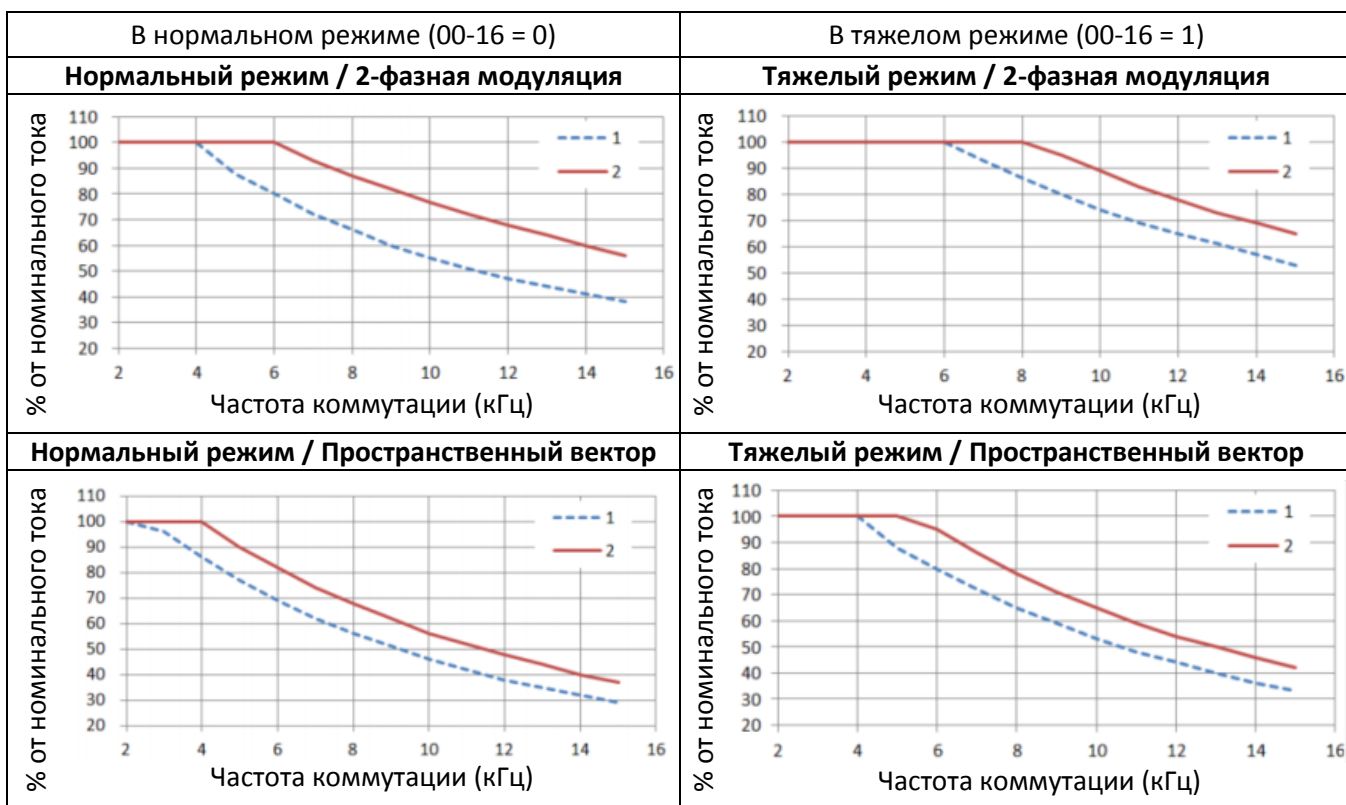 В нормальном режиме (00-16 = 0)
В тяжелом режиме (00-16 = 1)
Нормальный режим / 2-фазная модуляция
Тяжелый режим / 2-фазная модуляция
% от номинального тока
110
100
90
80
70
60
50
40
30
20
1
2
2 4 6 8 10 12 14 16
Частота коммутации (кГц)
% от номинального тока
110
100
90
80
70
60
50
40
30
20
1
2
2 4 6 8 10 12 14 16
Частота коммутации (кГц)
Нормальный режим / Пространственный вектор
Тяжелый режим / Пространственный вектор
% от номинального тока
110
100
90
80
70
60
50
40
30
20
1
2
2 4 6 8 10 12 14 16
Частота коммутации (кГц)
% от номинального тока
110
100
90
80
70
60
50
40
30
20
1
2
2 4 6 8 10 12 14 16
Частота коммутации (кГц)